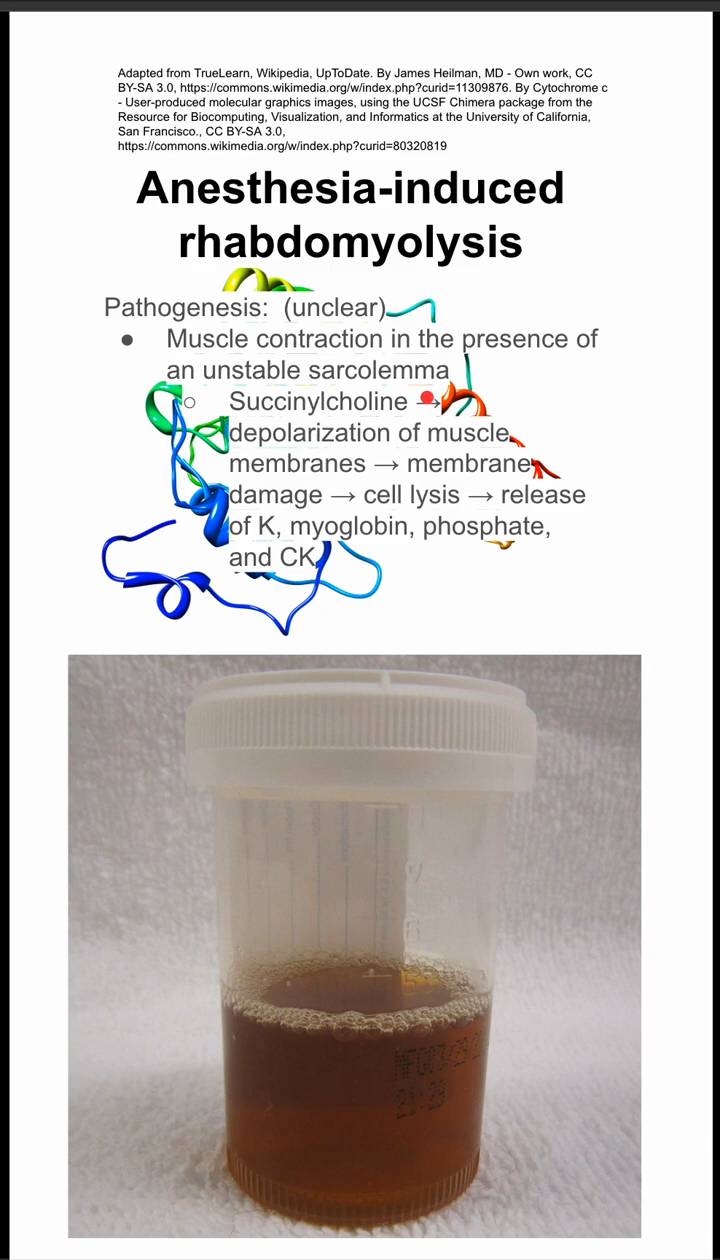 Adapted from TrueLearn, Wikipedia, UpToDate. By James Heilman, MD - Own work, CC
BY-SA 3.0, https://commons.wikimedia.org/w/index.php?curid=11309876. By Cytochrome c
- User-produced molecular graphics images, using the UCSF Chimera package from the
Resource for Biocomputing, Visualization, and Informatics at the University of California,
San Francisco., CC BY-SA 3.0,
https://commons.wikimedia.org/w/index.php?curid=80320819
Anesthesia-induced
rhabdomyolysis
Pathogenesis: (unclear)
● Muscle contraction in the presence of
an unstable sarcolemma
○ Succinylcholine →
depolarization of muscle
membranes → membrane
damage → cell lysis → release
of K, myoglobin, phosphate,
and CK